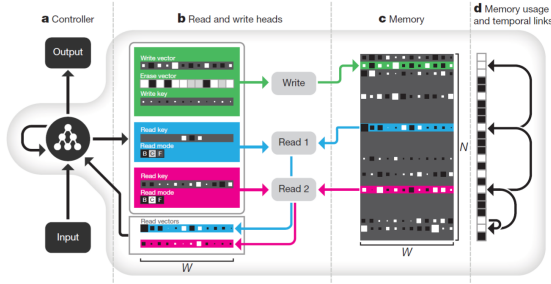 a Controller
b Read and write heads
c Memory
d Memory usage
and temporal links
Output
Write vector
Erase vector
Write key
Write
Read key
Read mode
B C F
Read 1
Read key
Read mode
B C F
Read 2
N
Input
Read vectors
W
W